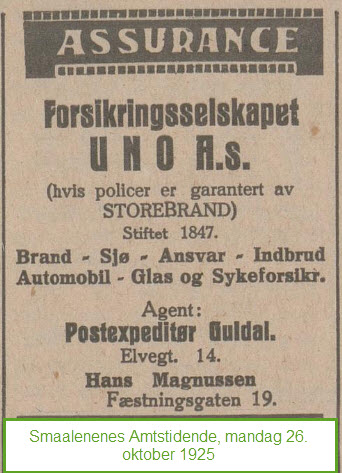 ASSURANCE
Forsikringsselskapet
UNO A.s.
(hvis policer er garantert av
STOREBRAND)
Stiftet 1847.
Brand - Sjø - Ansvar - Indbrud
Automobil - Glas og Sykeforsikr.
Agent:
Postexpeditør Guldal.
Elvegt. 14.
Hans Magnussen
Fæstningsgaten 19.
Smaalenenes Amtstidende, mandag 26.
oktober 1925